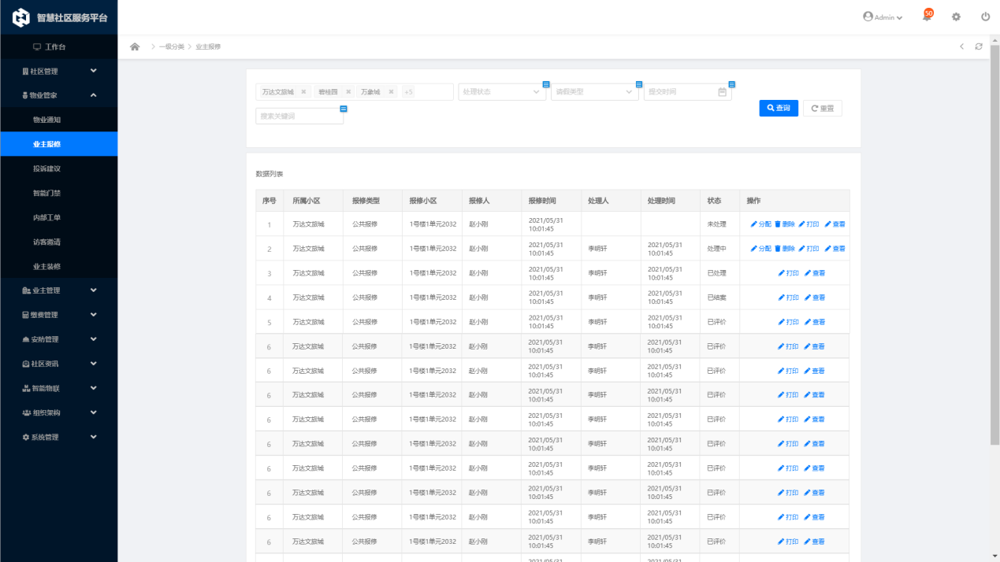 智慧社区服务平台
Admin
50
工作台
社区管理
物业管家
物业通知
业主报修
投诉建议
智能门禁
内部工单
访客邀请
业主装修
业主管理
缴费管理
安防管理
社区资讯
智能物联
组织架构
系统管理
一级分类 业主报修
万达文旅城 碧桂园 万象城 +5 处理状态 请假类型 提交时间
搜索关键词
查询 重置
数据列表
序号 所属小区 报修类型 报修小区 报修人 报修时间 处理人 处理时间 状态 操作
1 万达文旅城 公共报修 1号楼1单元2032 赵小刚 2021/05/31 10:01:45 未处理 分配 删除 打印 查看
2 万达文旅城 公共报修 1号楼1单元2032 赵小刚 2021/05/31 10:01:45 李明轩 2021/05/31 10:01:45 处理中 分配 删除 打印 查看
3 万达文旅城 公共报修 1号楼1单元2032 赵小刚 2021/05/31 10:01:45 李明轩 2021/05/31 10:01:45 已处理 打印 查看
4 万达文旅城 公共报修 1号楼1单元2032 赵小刚 2021/05/31 10:01:45 李明轩 2021/05/31 10:01:45 已结案 打印 查看
5 万达文旅城 公共报修 1号楼1单元2032 赵小刚 2021/05/31 10:01:45 李明轩 2021/05/31 10:01:45 已评价 打印 查看
6 万达文旅城 公共报修 1号楼1单元2032 赵小刚 2021/05/31 10:01:45 李明轩 2021/05/31 10:01:45 已评价 打印 查看
6 万达文旅城 公共报修 1号楼1单元2032 赵小刚 2021/05/31 10:01:45 李明轩 2021/05/31 10:01:45 已评价 打印 查看
6 万达文旅城 公共报修 1号楼1单元2032 赵小刚 2021/05/31 10:01:45 李明轩 2021/05/31 10:01:45 已评价 打印 查看
6 万达文旅城 公共报修 1号楼1单元2032 赵小刚 2021/05/31 10:01:45 李明轩 2021/05/31 10:01:45 已评价 打印 查看
6 万达文旅城 公共报修 1号楼1单元2032 赵小刚 2021/05/31 10:01:45 李明轩 2021/05/31 10:01:45 已评价 打印 查看
6 万达文旅城 公共报修 1号楼1单元2032 赵小刚 2021/05/31 10:01:45 李明轩 2021/05/31 10:01:45 已评价 打印 查看
6 万达文旅城 公共报修 1号楼1单元2032 赵小刚 2021/05/31 10:01:45 李明轩 2021/05/31 10:01:45 已评价 打印 查看
6 万达文旅城 公共报修 1号楼1单元2032 赵小刚 2021/05/31 10:01:45 李明轩 2021/05/31 10:01:45 已评价 打印 查看
6 万达文旅城 公共报修 1号楼1单元2032 赵小刚 2021/05/31 10:01:45 李明轩 2021/05/31 10:01:45 已评价 打印 查看